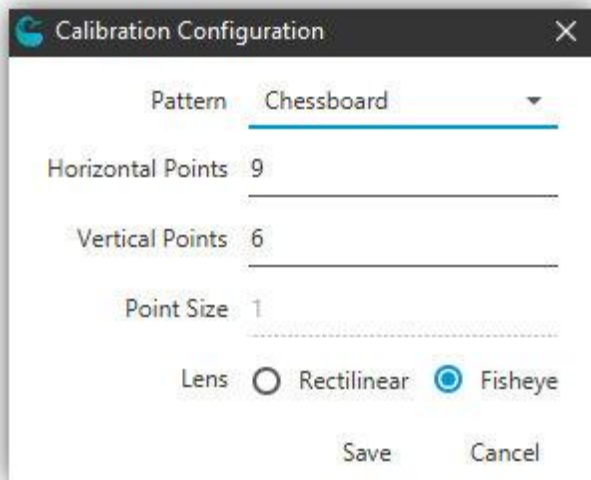 Calibration Configuration
Pattern Chessboard
Horizontal Points 9
Vertical Points 6
Point Size 1
Lens Rectilinear Fisheye
Save Cancel